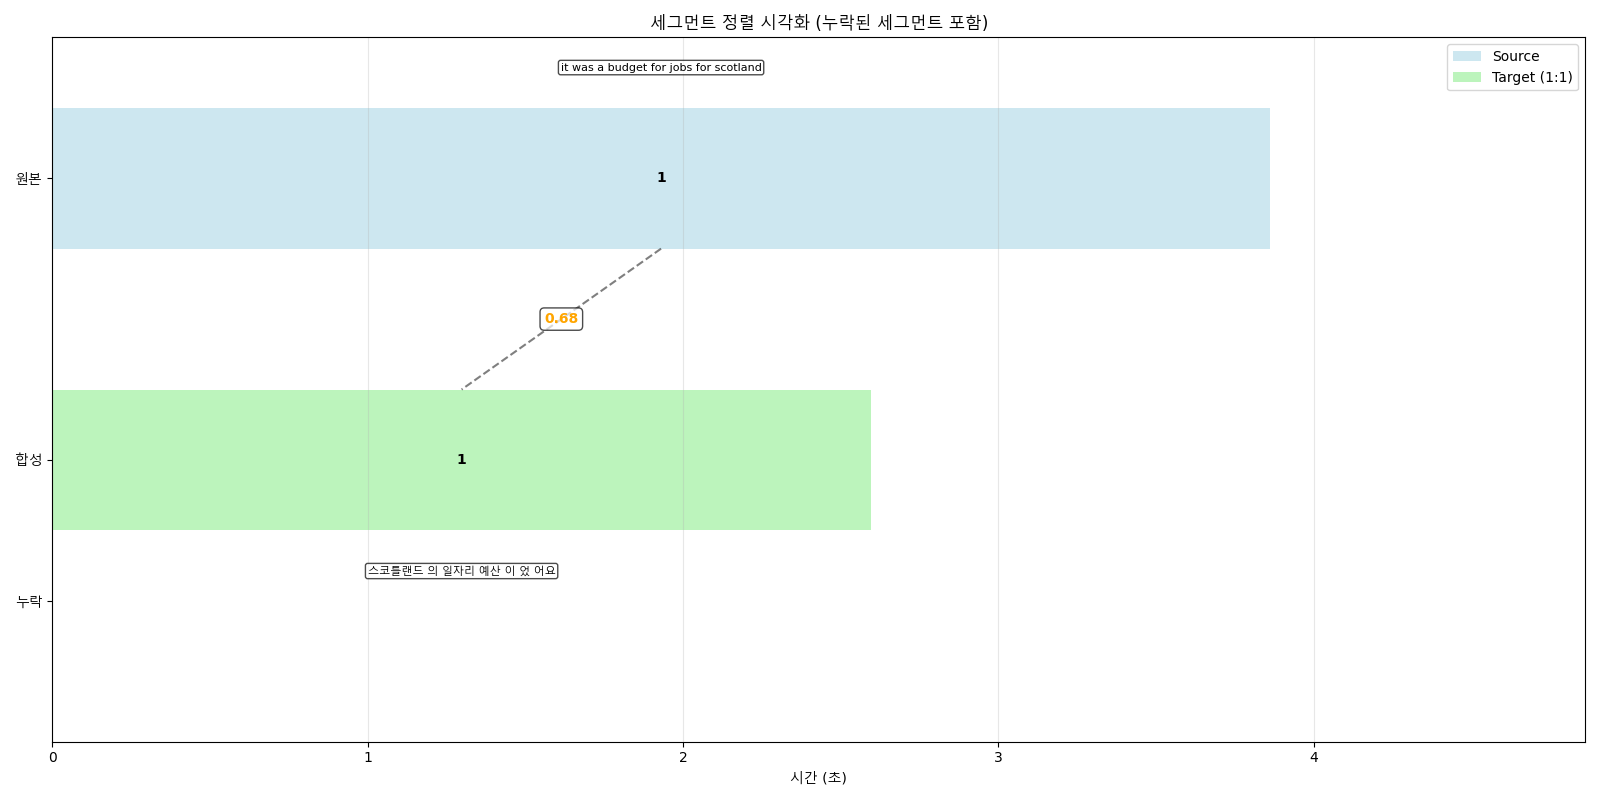 세그먼트 정렬 시각화 (누락된 세그먼트 포함)
it was a budget for jobs for scotland
Source
Target (1:1)
원본
1
0.68
합성
1
스코틀랜드 의 일자리 예산 이 었 어요
누락
0 1 2 3 4
시간 (초)